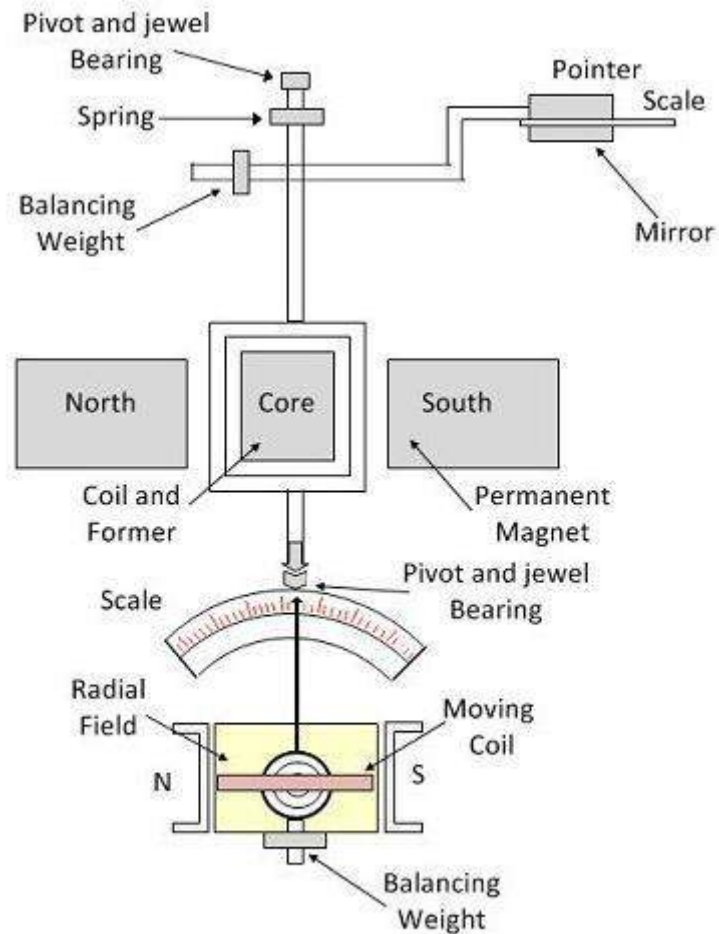 Pivot and jewel
Bearing
Spring
Pointer
Scale
Balancing
Weight
Mirror
North
Core
South
Coil and
Former
Permanent
Magnet
Pivot and jewel
Bearing
Scale
Radial
Field
Moving
Coil
N
S
Balancing
Weight